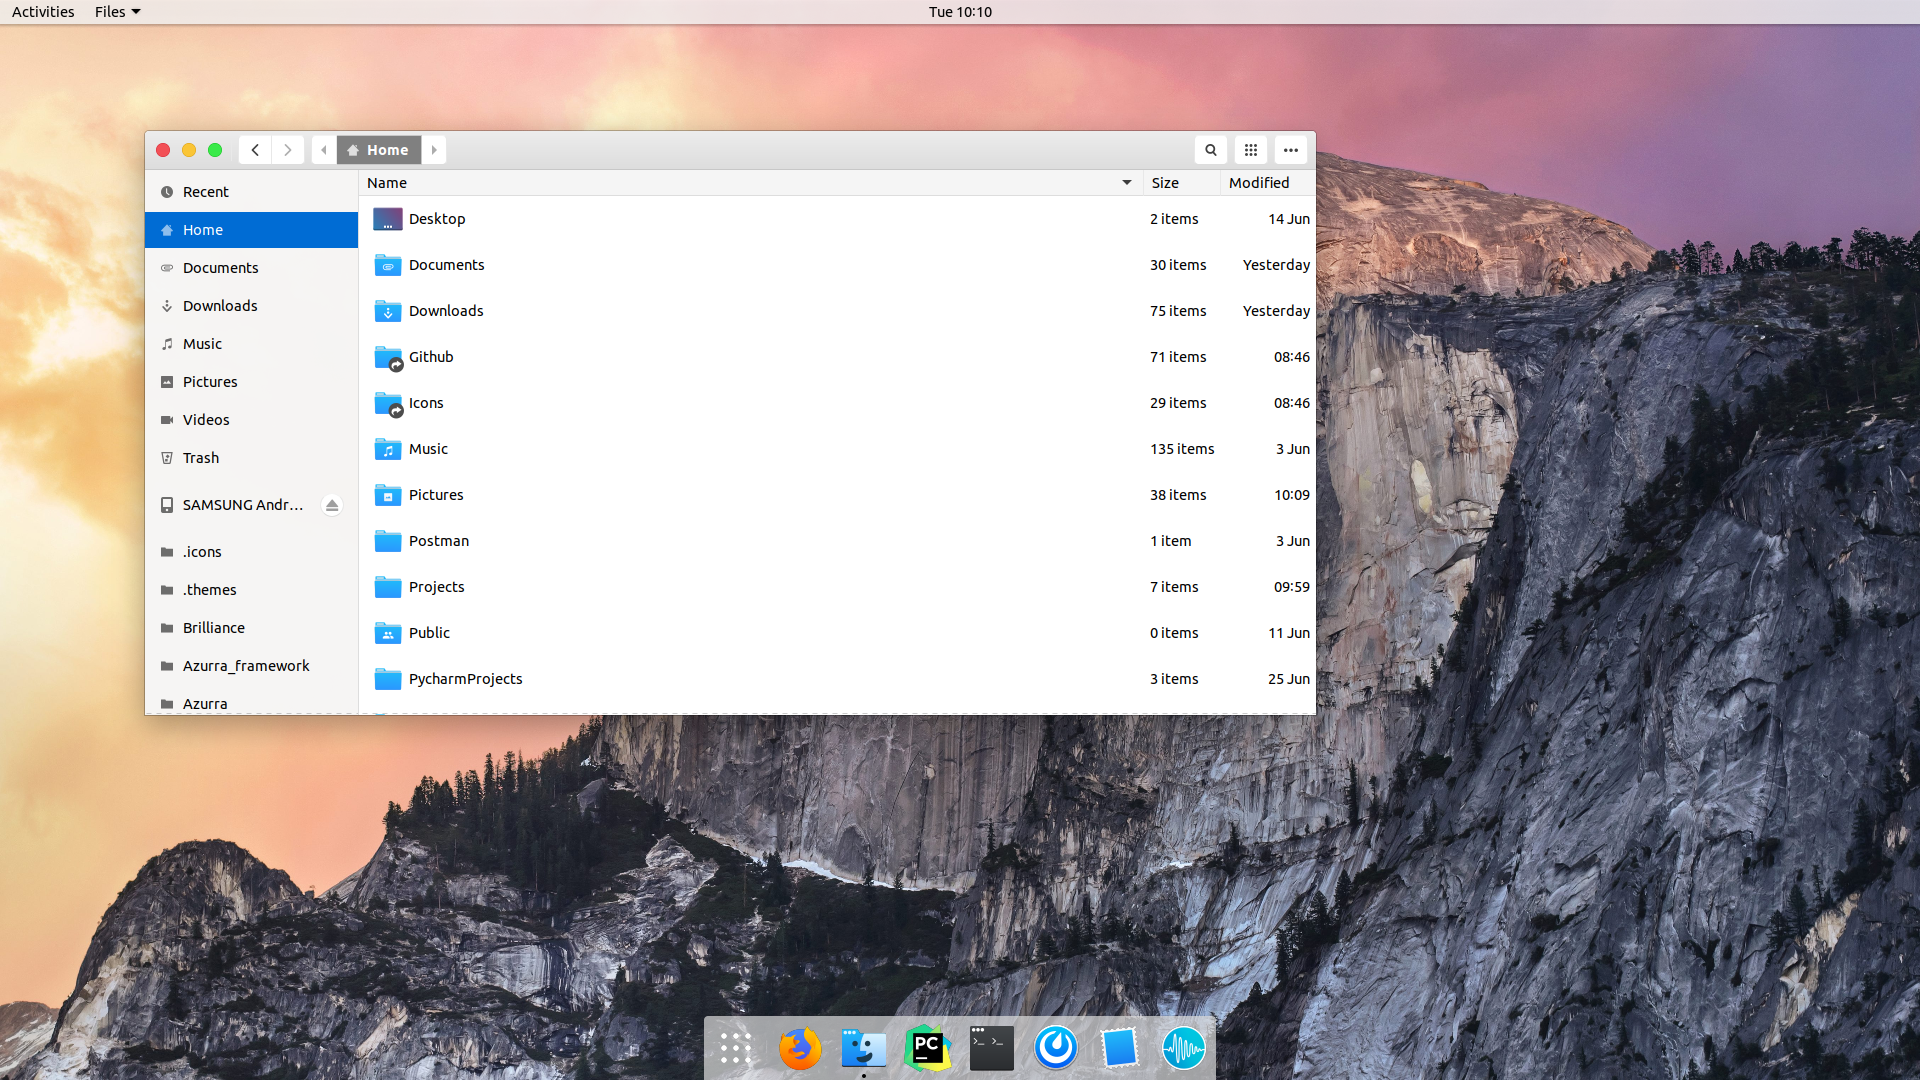 Activities Files Tue 10:10
Home
Recent
Home
Documents
Downloads
Music
Pictures
Videos
Trash
SAMSUNG Andr...
.icons
.themes
Brilliance
Azurra_framework
Azurra
Name Size Modified
Desktop 2 items 14 Jun
Documents 30 items Yesterday
Downloads 75 items Yesterday
Github 71 items 08:46
Icons 29 items 08:46
Music 135 items 3 Jun
Pictures 38 items 10:09
Postman 1 item 3 Jun
Projects 7 items 09:59
Public 0 items 11 Jun
PycharmProjects 3 items 25 Jun
PC